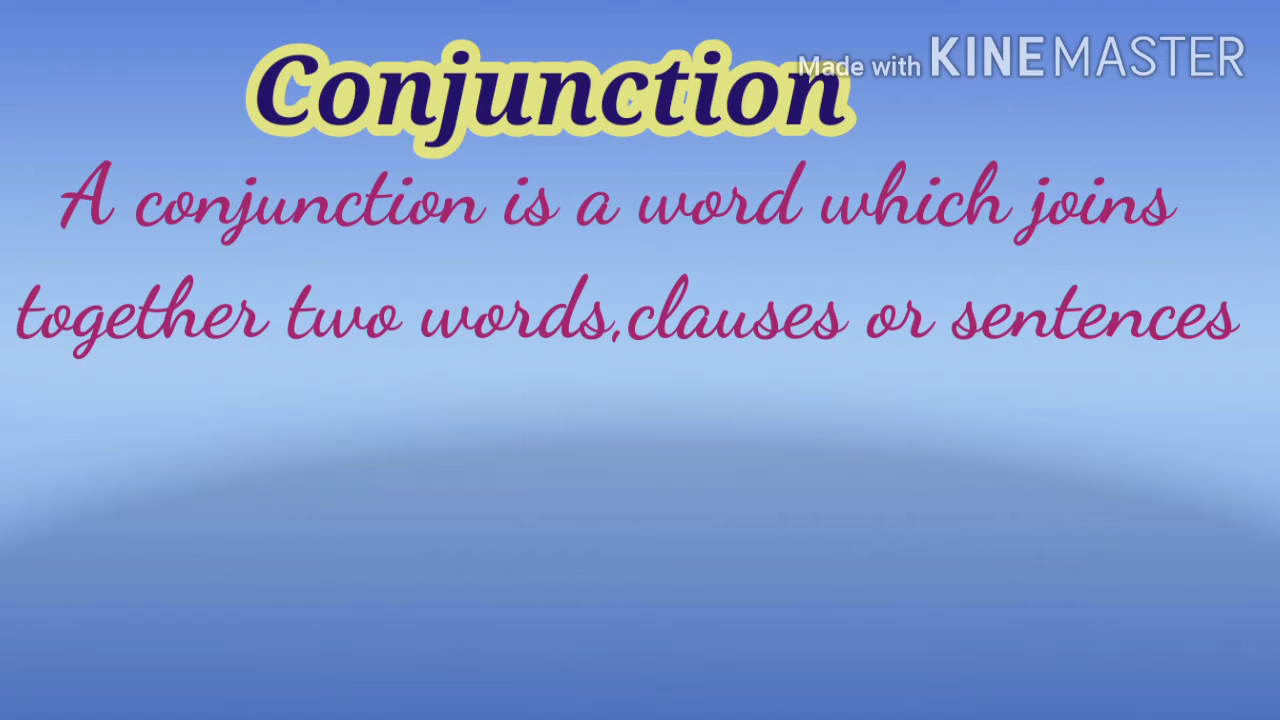 Conjunction
Made with KINEMASTER
A conjunction is a word which joins
together two words,clauses or sentences